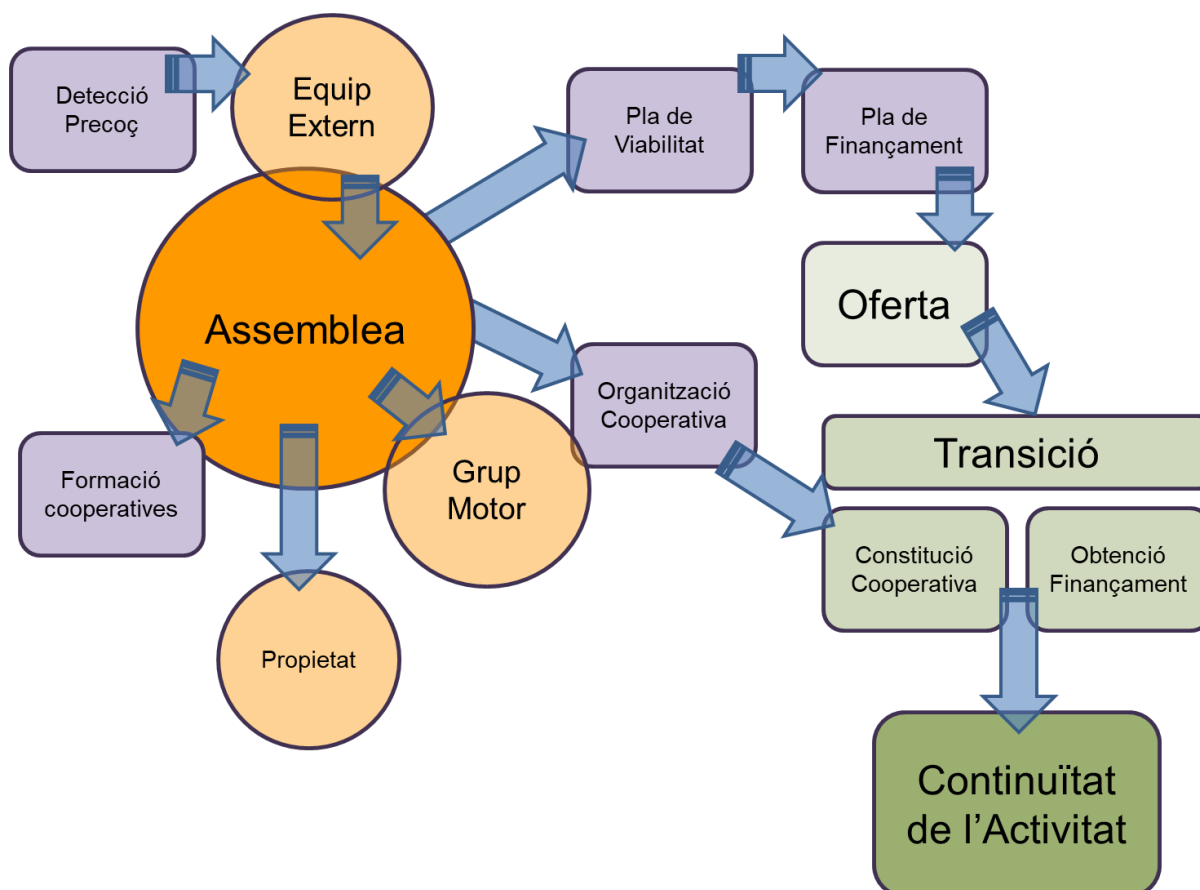 Detecció
Precoç
Equip
Extern
Pla de
Viabilitat
Pla de
Finançament
Assemblea
Oferta
Organització
Cooperativa
Formació
cooperatives
Grup
Motor
Transició
Propietat
Constitució
Cooperativa
Obtenció
Finançament
Continuïtat
de l’Activitat